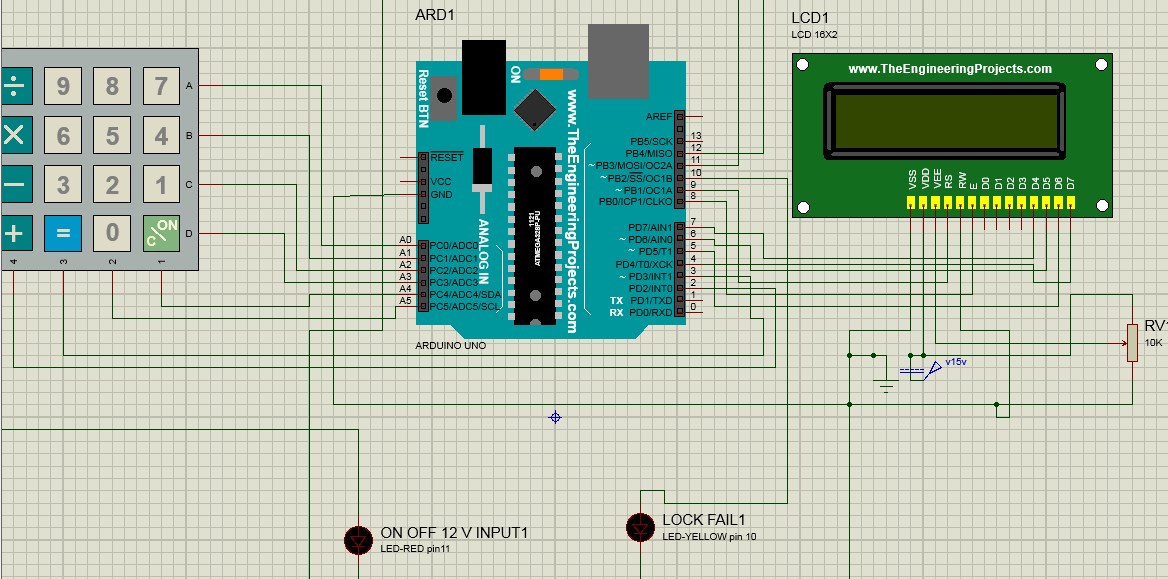 ARD1
LCD1
LCD 16X2
www.TheEngineeringProjects.com
÷ 9 8 7 A
× 6 5 4 B
− 3 2 1 C
+ = 0 ON
C/ D
4 3 2 1
Reset BTN
ON
www.TheEngineeringProjects.com
RESET
VCC
GND
ANALOG IN
A0 PC0/ADC0
A1 PC1/ADC1
A2 PC2/ADC2
A3 PC3/ADC3
A4 PC4/ADC4/SDA
A5 PC5/ADC5/SCL
ATMEGA328P-PU
1121
AREF
PB5/SCK 13
PB4/MISO 12
~PB3/MOSI/OC2A 11
~PB2/SS/OC1B 10
~PB1/OC1A 9
PB0/ICP1/CLKO 8
PD7/AIN1 7
~PD6/AIN0 6
~PD5/T1 5
PD4/T0/XCK 4
~PD3/INT1 3
PD2/INT0 2
TX PD1/TXD 1
RX PD0/RXD 0
ARDUINO UNO
VSS VDD VEE RS RW E D0 D1 D2 D3 D4 D5 D6 D7
RV1
10K
v15v
ON OFF 12 V INPUT1
LED-RED pin11
LOCK FAIL1
LED-YELLOW pin 10